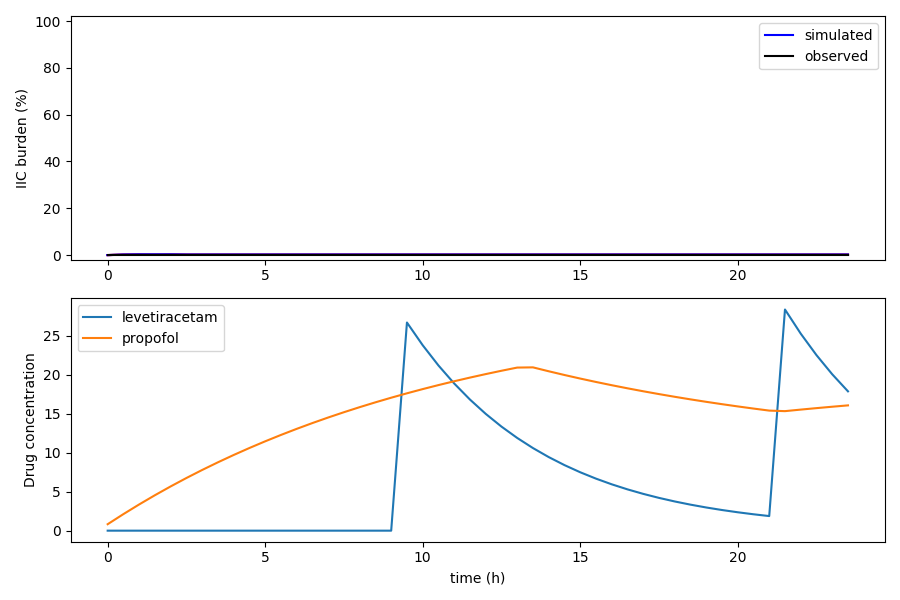 IIC burden (%)
100
80
60
40
20
0
simulated
observed
0 5 10 15 20
Drug concentration
25
20
15
10
5
0
levetiracetam
propofol
0 5 10 15 20
time (h)